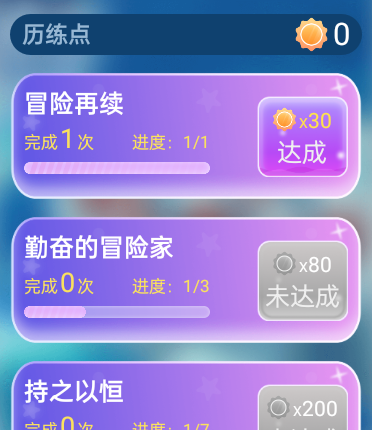 历练点 0
冒险再续
完成1次 进度：1/1
x30
达成
勤奋的冒险家
完成0次 进度：1/3
x80
未达成
持之以恒
x200
完成0次 进度：1/7